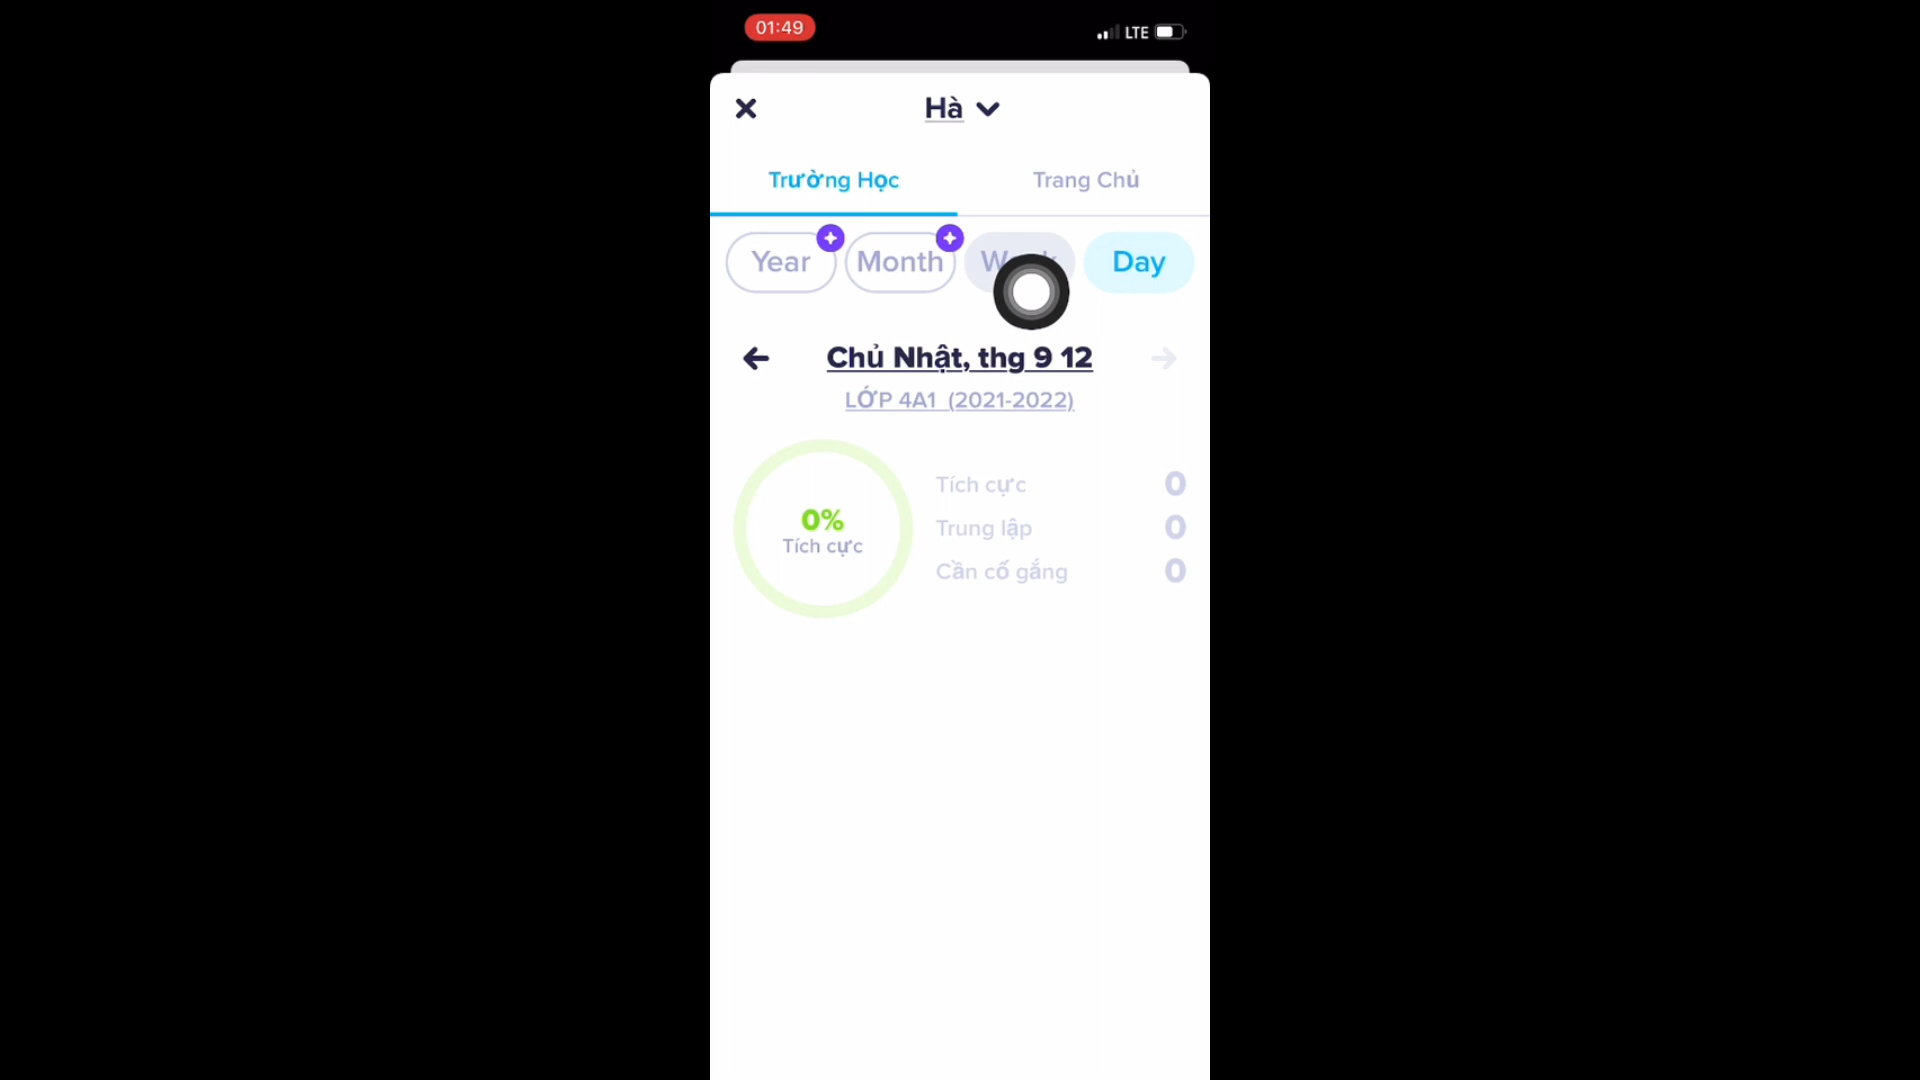 01:49 LTE
Hà
Trường Học Trang Chủ
Year Month Day
Chủ Nhật, thg 9 12
LỚP 4A1 (2021-2022)
0%
Tích cực
Tích cực 0
Trung lập 0
Cần cố gắng 0